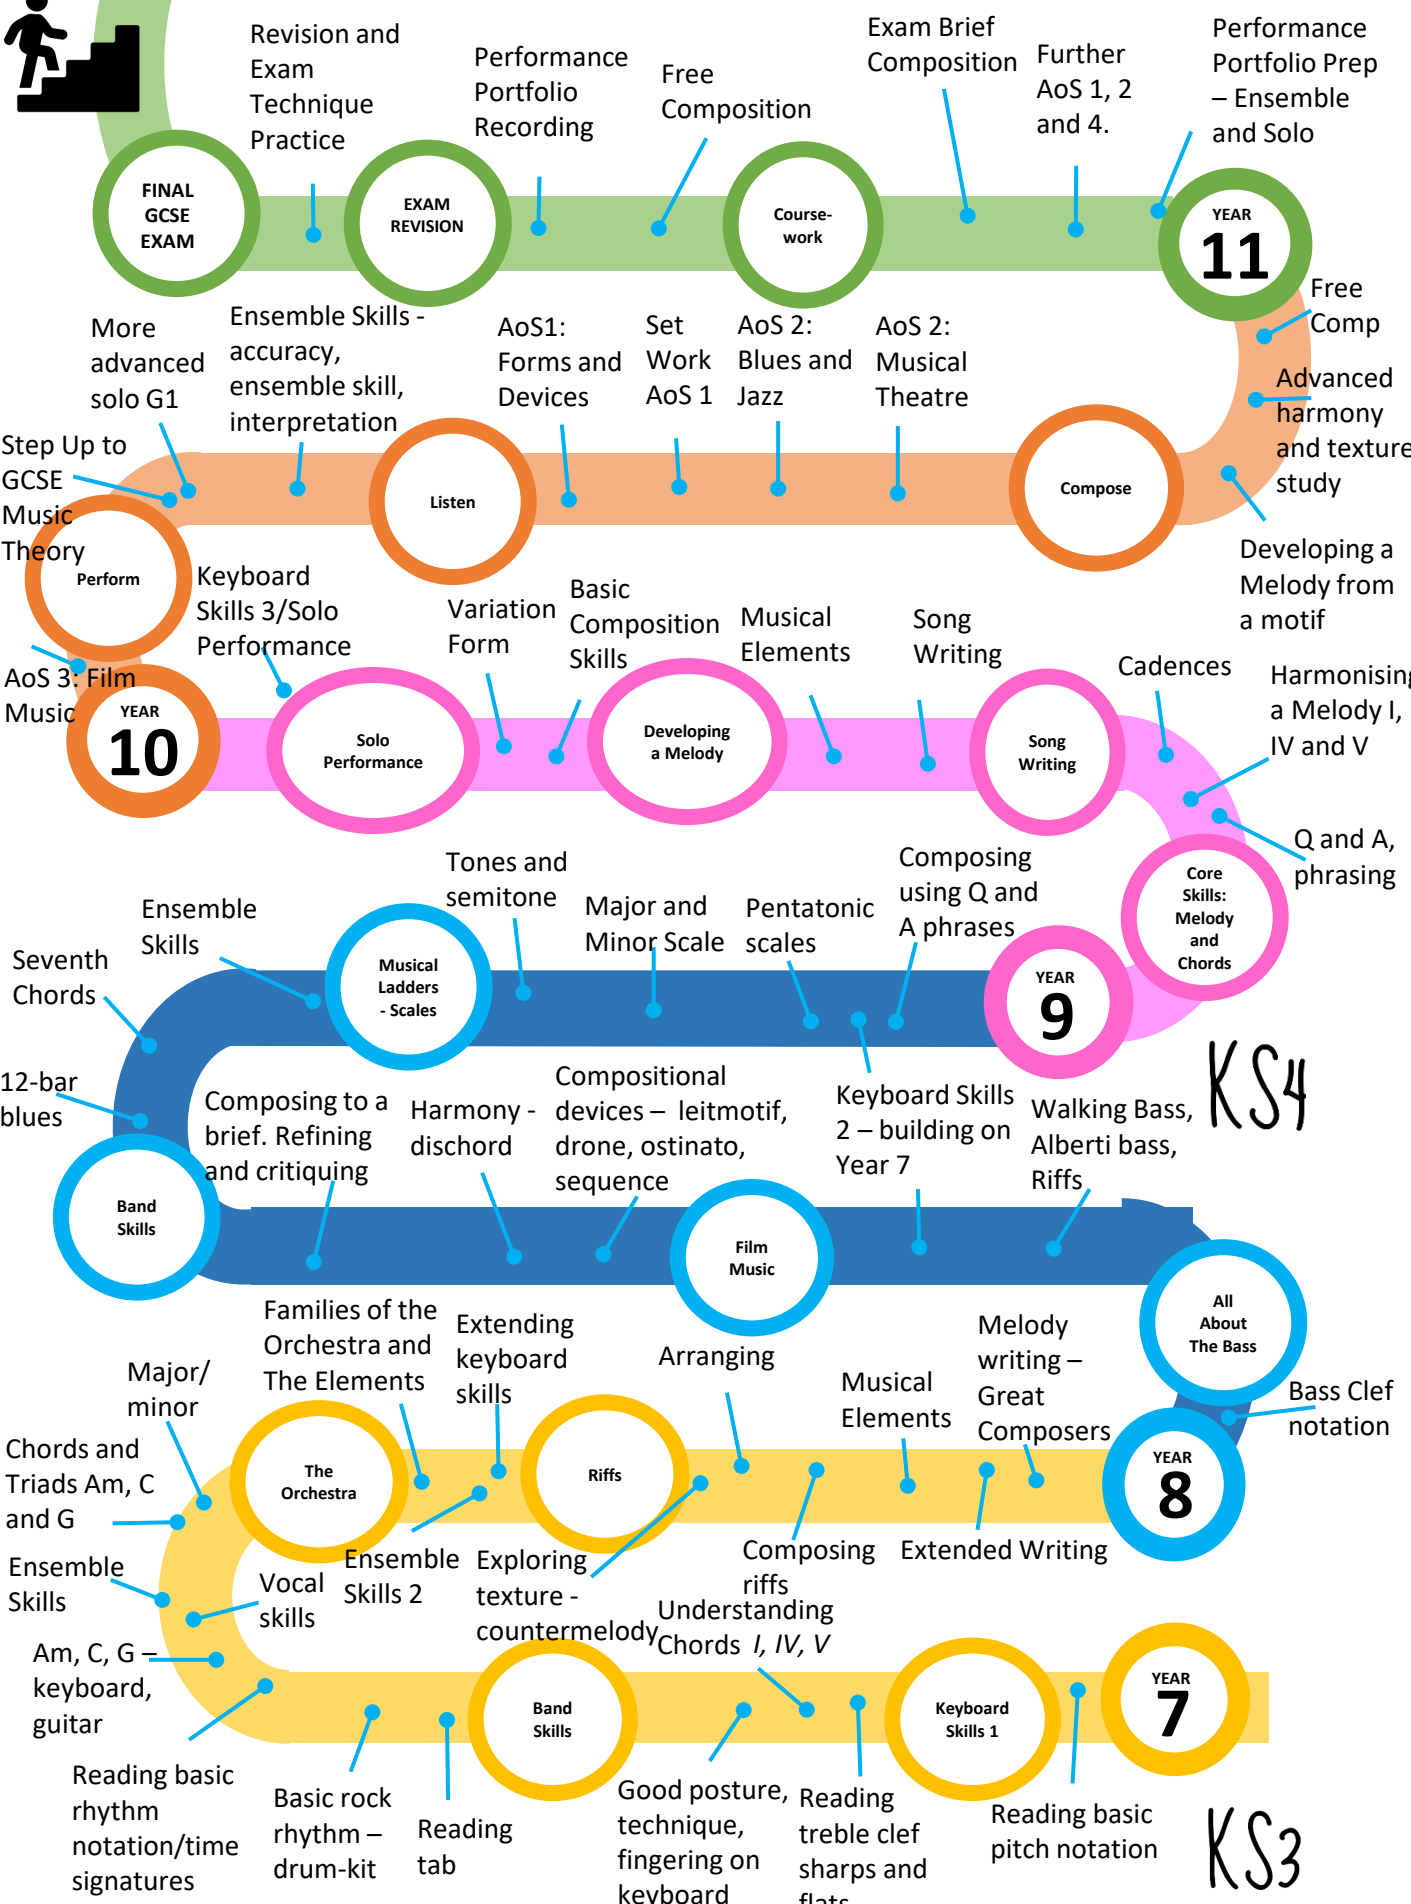 Revision and
Exam
Technique
Practice
Performance
Portfolio
Recording
Free
Composition
Exam Brief
Composition
Further
AoS 1, 2
and 4.
Performance
Portfolio Prep
– Ensemble
and Solo
FINAL
GCSE
EXAM
EXAM
REVISION
Course-
work
YEAR
11
Free
Comp
Advanced
harmony
and texture
study
Developing a
Melody from
a motif
More
advanced
solo G1
Ensemble Skills -
accuracy,
ensemble skill,
interpretation
AoS1:
Forms and
Devices
Set
Work
AoS 1
AoS 2:
Blues and
Jazz
AoS 2:
Musical
Theatre
Step Up to
GCSE
Music
Theory
Listen
Compose
Perform
AoS 3: Film
Music
YEAR
10
Keyboard
Skills 3/Solo
Performance
Variation
Form
Basic
Composition
Skills
Musical
Elements
Song
Writing
Cadences
Harmonising
a Melody I,
IV and V
Solo
Performance
Developing
a Melody
Song
Writing
Q and A,
phrasing
Core
Skills:
Melody
and
Chords
Seventh
Chords
Ensemble
Skills
Tones and
semitone
Major and
Minor Scale
Pentatonic
scales
Composing
using Q and
A phrases
Musical
Ladders
- Scales
YEAR
9
KS4
12-bar
blues
Composing to a
brief. Refining
and critiquing
Harmony -
dischord
Compositional
devices –  leitmotif,
drone, ostinato,
sequence
Keyboard Skills
2 – building on
Year 7
Walking Bass,
Alberti bass,
Riffs
Band
Skills
Film
Music
All
About
The Bass
Bass Clef
notation
Major/
minor
Families of the
Orchestra and
The Elements
Extending
keyboard
skills
Arranging
Musical
Elements
Melody
writing –
Great
Composers
Chords and
Triads Am, C
and G
The
Orchestra
Riffs
YEAR
8
Ensemble
Skills
Vocal
skills
Ensemble
Skills 2
Exploring
texture -
countermelody
Composing
riffs
Extended Writing
Understanding
Chords  I, IV, V
Am, C, G –
keyboard,
guitar
Band
Skills
Keyboard
Skills 1
YEAR
7
Reading basic
rhythm
notation/time
signatures
Basic rock
rhythm –
drum-kit
Reading
tab
Good posture,
technique,
fingering on
keyboard
Reading
treble clef
sharps and
flats
Reading basic
pitch notation
KS3